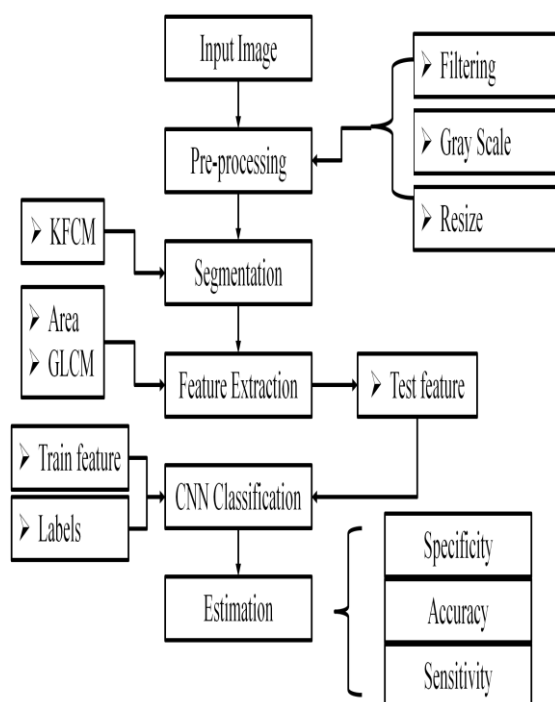 Input Image
Filtering
Gray Scale
Resize
Pre-processing
KFCM
Segmentation
Area
GLCM
Feature Extraction
Test feature
Train feature
Labels
CNN Classification
Estimation
Specificity
Accuracy
Sensitivity